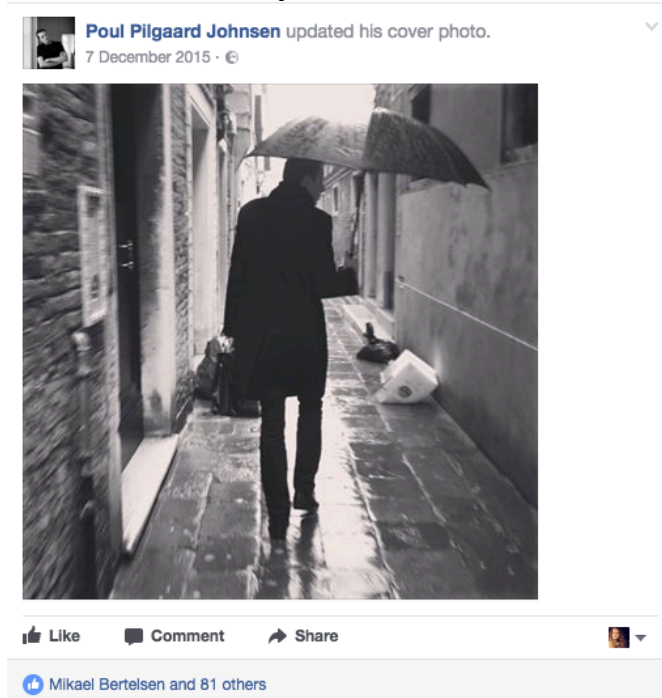 Poul Pilgaard Johnsen updated his cover photo.
7 December 2015 ·
Like Comment Share
Mikael Bertelsen and 81 others